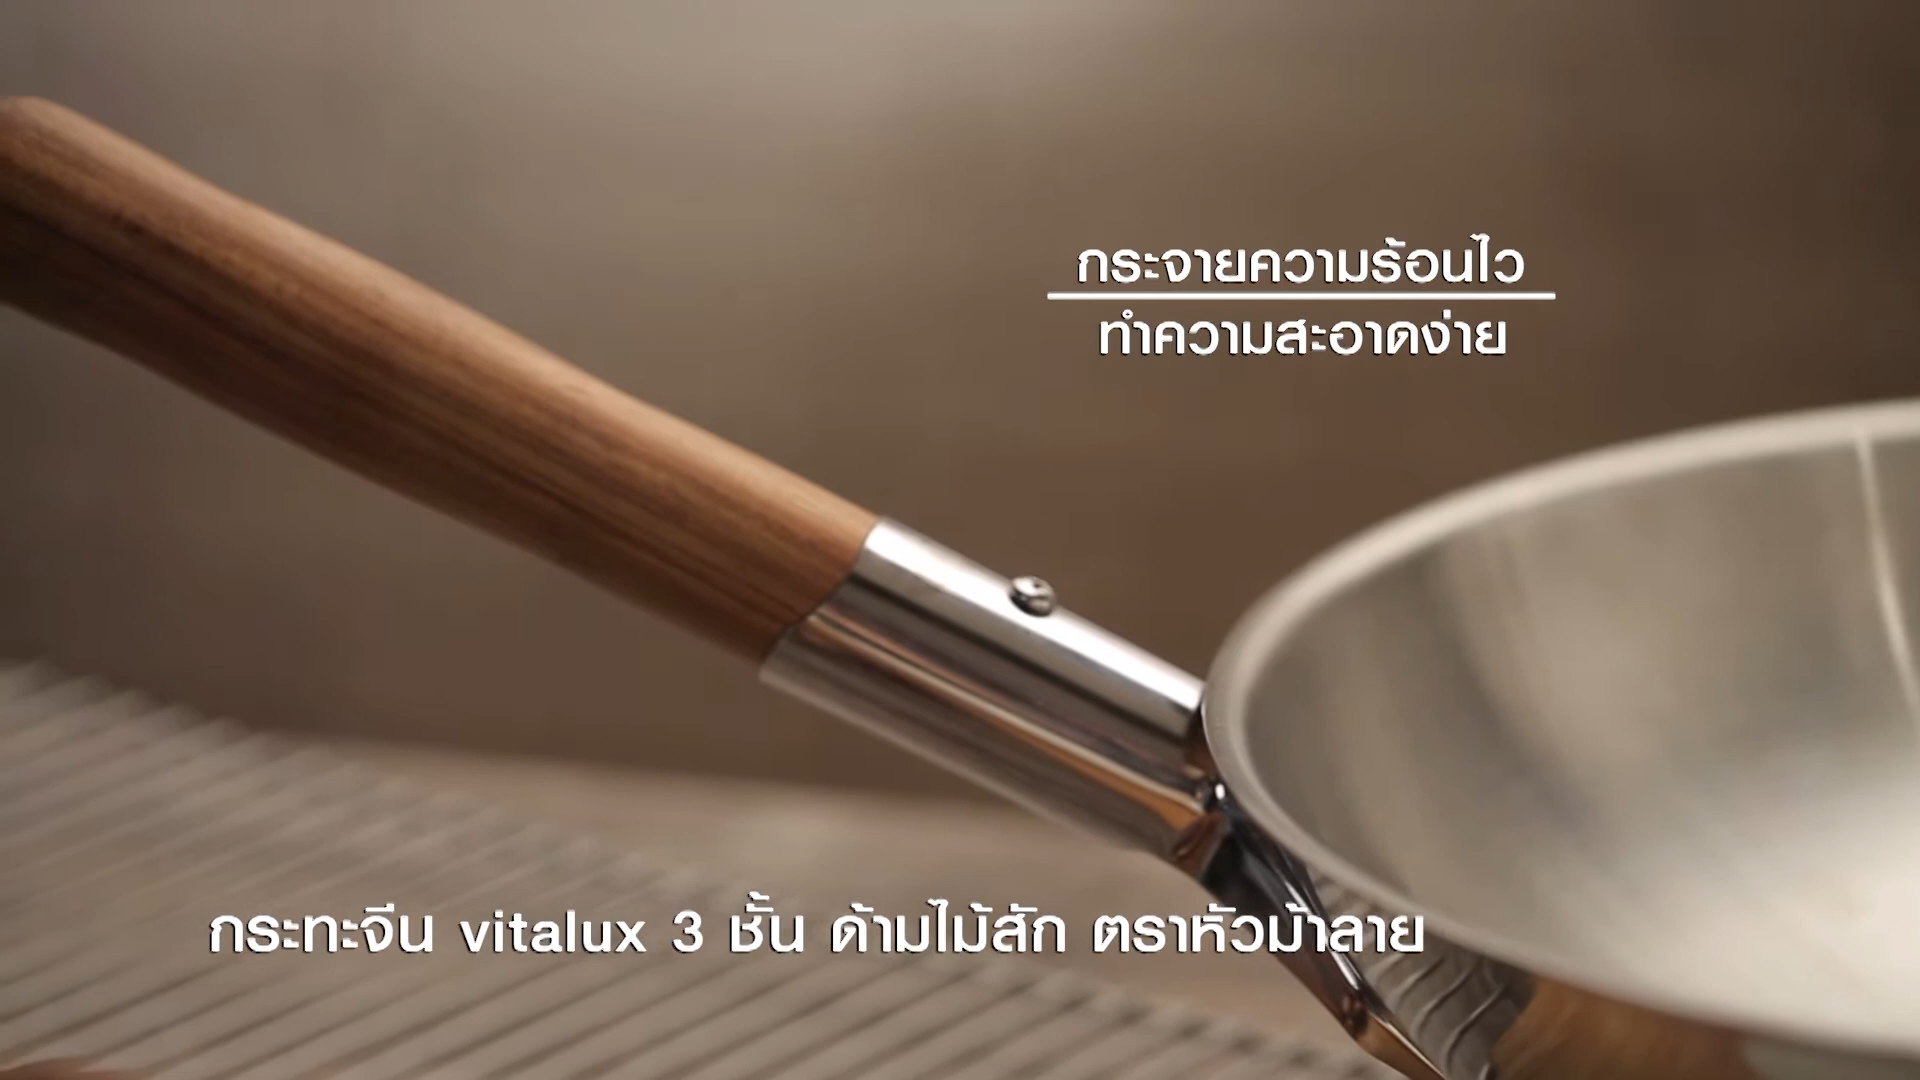 กระจายความร้อนไว
ทำความสะอาดง่าย
กระทะจีน vitalux 3 ชั้น ด้ามไม้สัก ตราหัวม้าลาย